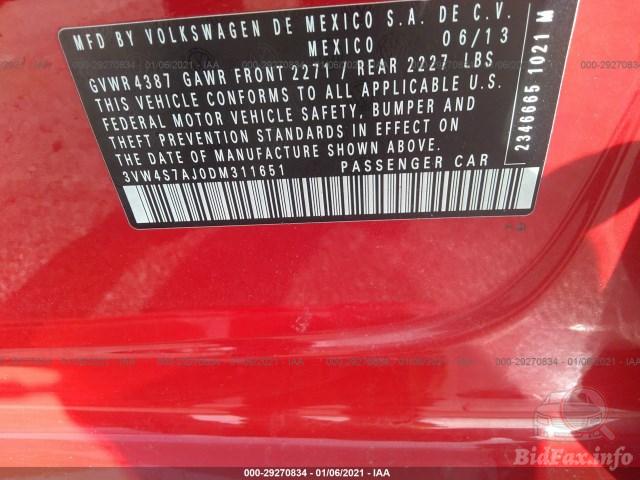 MFD BY VOLKSWAGEN DE MEXICO S.A. DE C.V.
MEXICO 06/13
GVWR 4387 GAWR FRONT 2271 / REAR 2227 LBS
THIS VEHICLE CONFORMS TO ALL APPLICABLE U.S.
FEDERAL MOTOR VEHICLE SAFETY, BUMPER AND
THEFT PREVENTION STANDARDS IN EFFECT ON
THE DATE OF MANUFACTURE SHOWN ABOVE.
3VW4S7AJ0DM311651 PASSENGER CAR
2346665 1021 M
000-29270834 - 01/06/2021 - IAA
BidFax.info